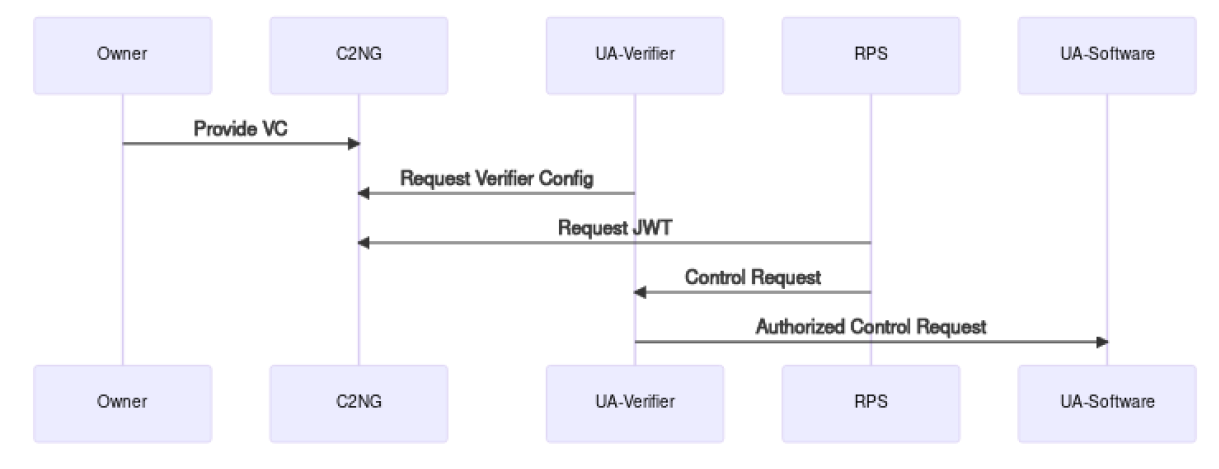 Owner
C2NG
UA-Verifier
RPS
UA-Software
Provide VC
Request Verifier Config
Request JWT
Control Request
Authorized Control Request
Owner
C2NG
UA-Verifier
RPS
UA-Software